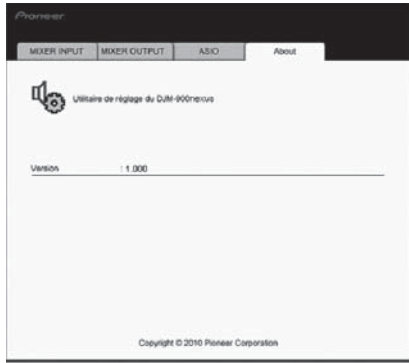 Pioneer
MIXER INPUT MIXER OUTPUT ASIO About
Utilitaire de réglage du DJM-900nexus
Version : 1.000
Copyright © 2010 Pioneer Corporation